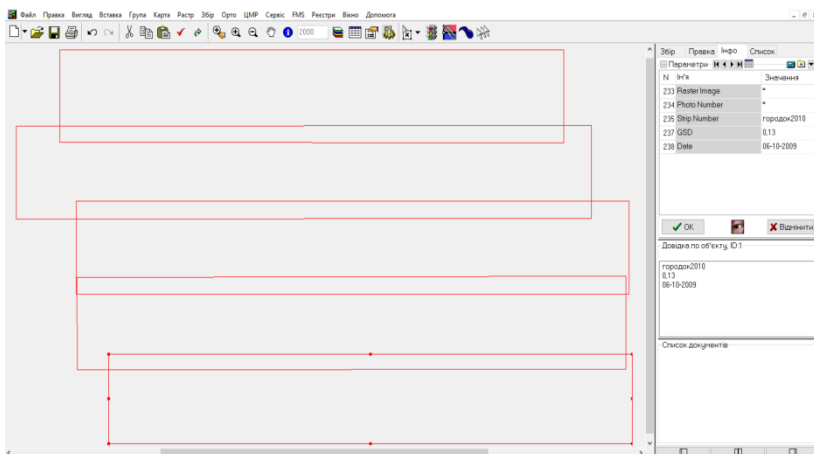 Файл Правка Вигляд Вставка Група Карта Растр Збір Орто ЦМР Сервіс FMS Реєстри Вікно Допомога
2000
Збір Правка Інфо Список
Параметри
N Ім'я Значення
233 Raster Image *
234 Photo Number *
235 Strip Number городок2010
237 GSD 0,13
238 Date 06-10-2009
OK Відмінити
Довідка по об'єкту, ID:1
городок2010
0,13
06-10-2009
Список документів